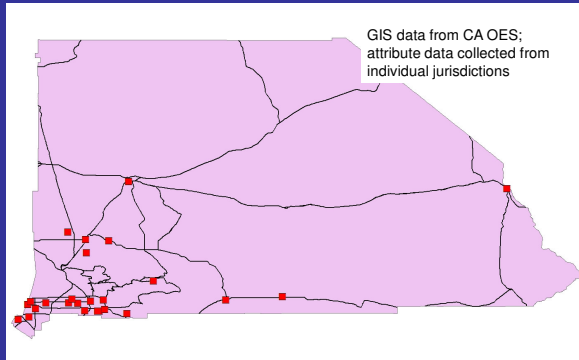 GIS data from CA OES;
attribute data collected from
individual jurisdictions